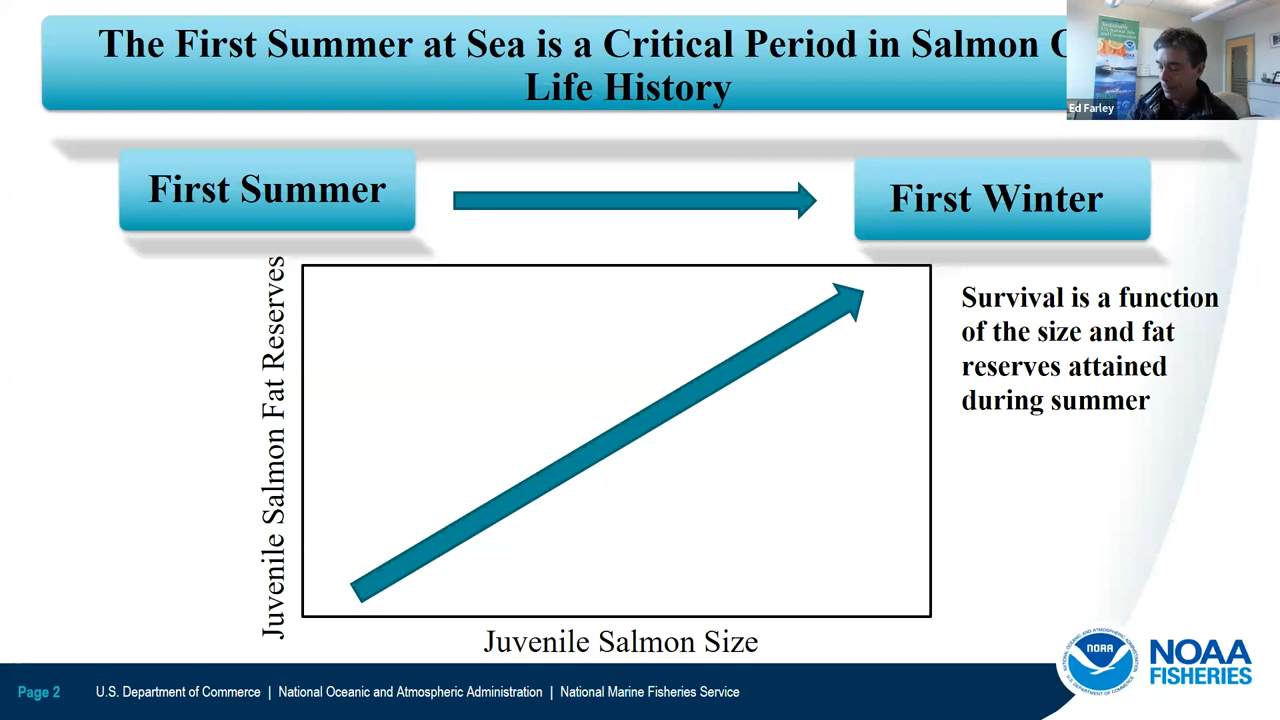 The First Summer at Sea is a Critical Period in Salmon
Life History
Ed Farley
First Summer
First Winter
Juvenile Salmon Fat Reserves
Survival is a function
of the size and fat
reserves attained
during summer
Juvenile Salmon Size
NOAA
NOAA
FISHERIES
Page 2
U.S. Department of Commerce | National Oceanic and Atmospheric Administration | National Marine Fisheries Service